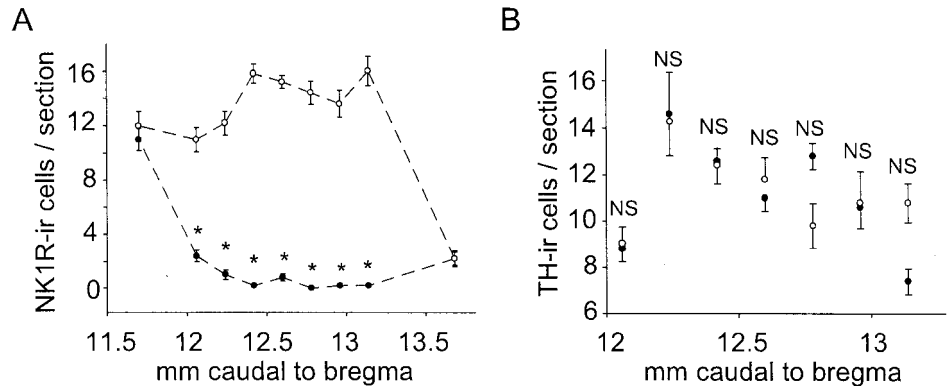 A
NK1R-ir cells / section
16
12
8
4
2
0
* * * * * * *
11.5 12 12.5 13 13.5
mm caudal to bregma
B
TH-ir cells / section
16
14
12
10
8
6
NS NS NS NS NS NS NS
12 12.5 13
mm caudal to bregma